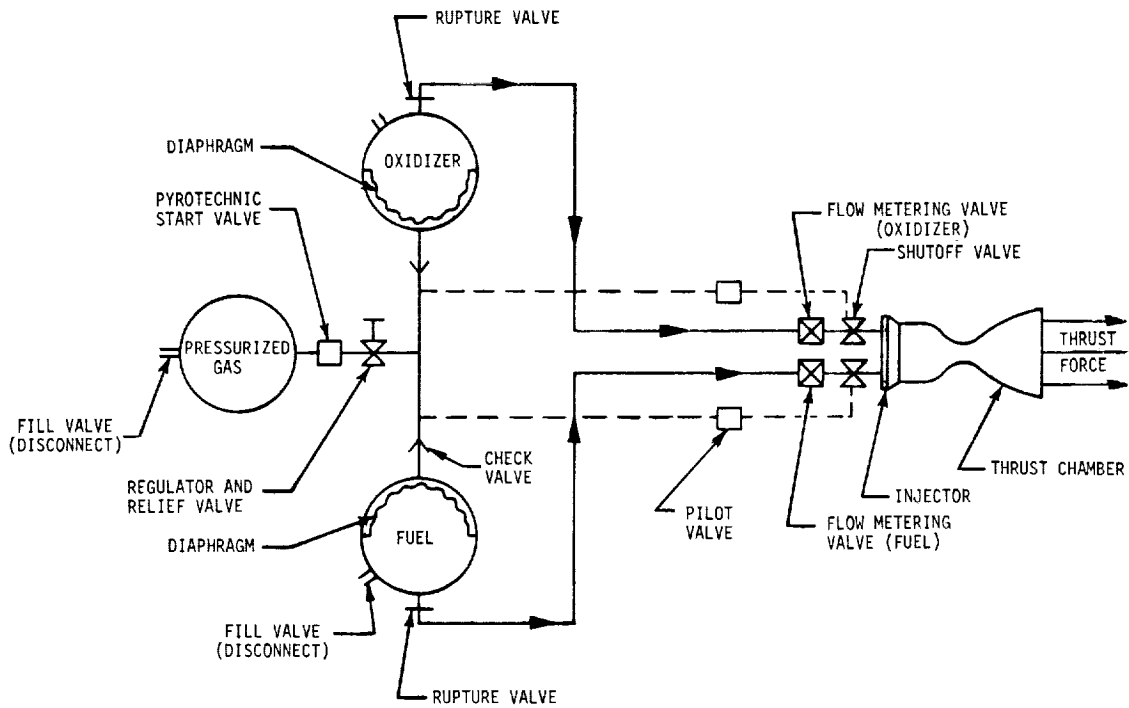 RUPTURE VALVE
DIAPHRAGM
OXIDIZER
PYROTECHNIC
START VALVE
FLOW METERING VALVE
(OXIDIZER)
SHUTOFF VALVE
PRESSURIZED
GAS
THRUST
FORCE
FILL VALVE
(DISCONNECT)
REGULATOR AND
RELIEF VALVE
CHECK
VALVE
THRUST CHAMBER
INJECTOR
PILOT
VALVE
FLOW METERING
VALVE (FUEL)
DIAPHRAGM
FUEL
FILL VALVE
(DISCONNECT)
RUPTURE VALVE